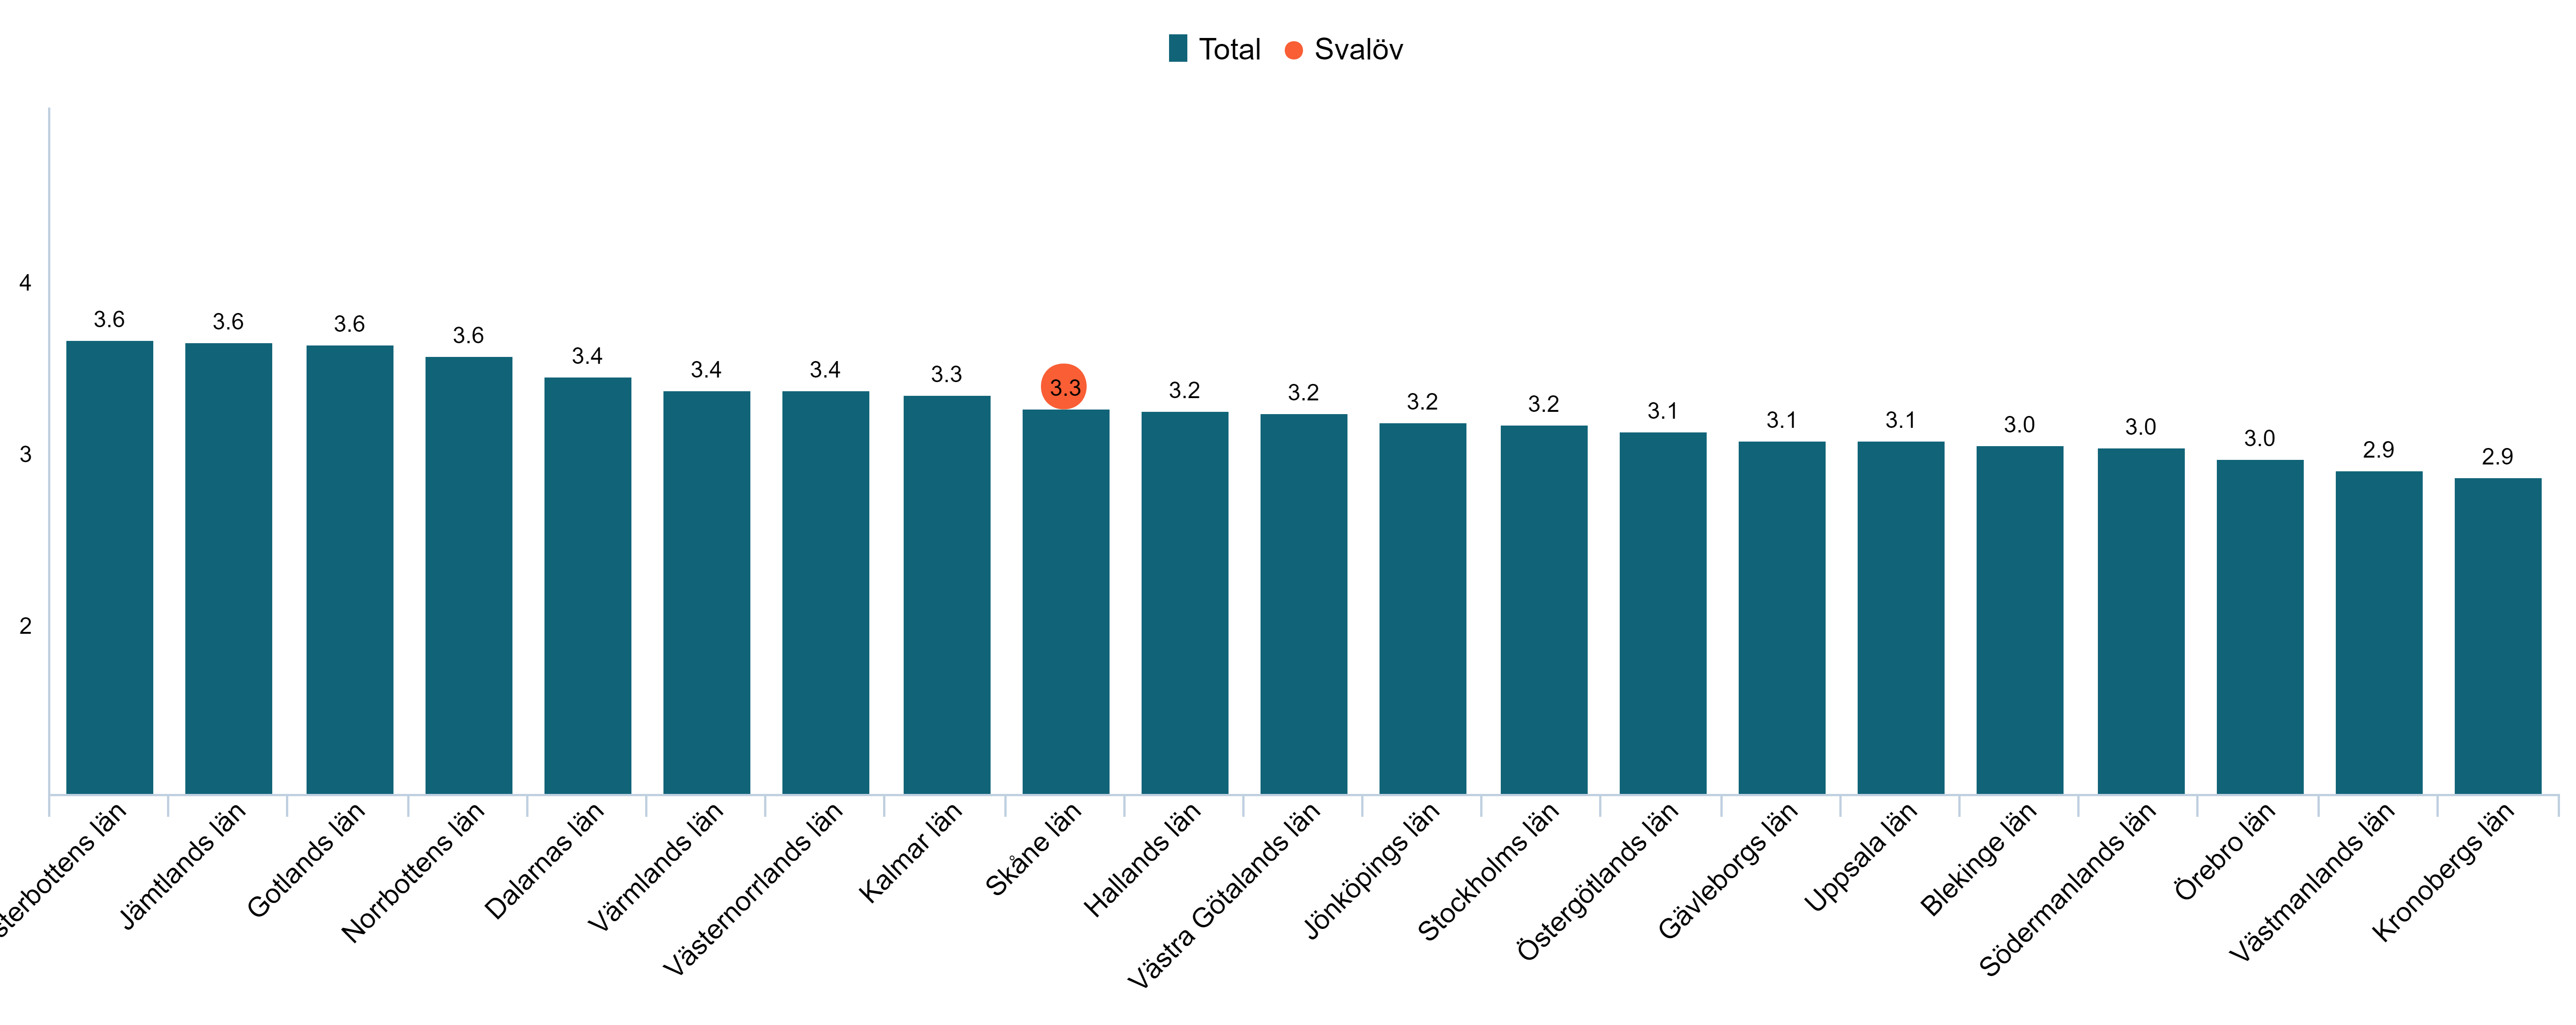 Total Svalöv
4
3
2
3.6 3.6 3.6 3.6 3.4 3.4 3.4 3.3 3.3 3.2 3.2 3.2 3.2 3.1 3.1 3.1 3.0 3.0 3.0 2.9 2.9
sterbottens län
Jämtlands län
Gotlands län
Norrbottens län
Dalarnas län
Värmlands län
Västernorrlands län
Kalmar län
Skåne län
Hallands län
Västra Götalands län
Jönköpings län
Stockholms län
Östergötlands län
Gävleborgs län
Uppsala län
Blekinge län
Södermanlands län
Örebro län
Västmanlands län
Kronobergs län